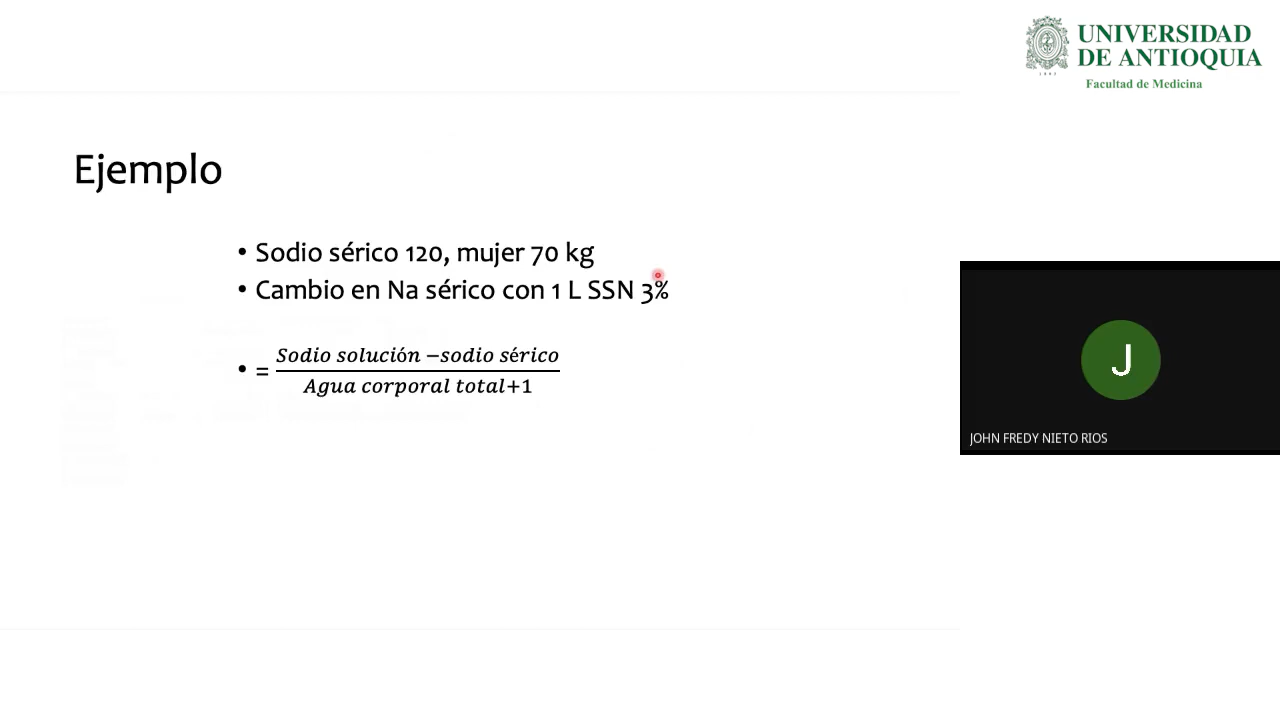 UNIVERSIDAD
DE ANTIOQUIA
1803
Facultad de Medicina
Ejemplo
• Sodio sérico 120, mujer 70 kg
• Cambio en Na sérico con 1 L SSN 3%
• = Sodio solución −sodio sérico
Agua corporal total+1
J
JOHN FREDY NIETO RIOS